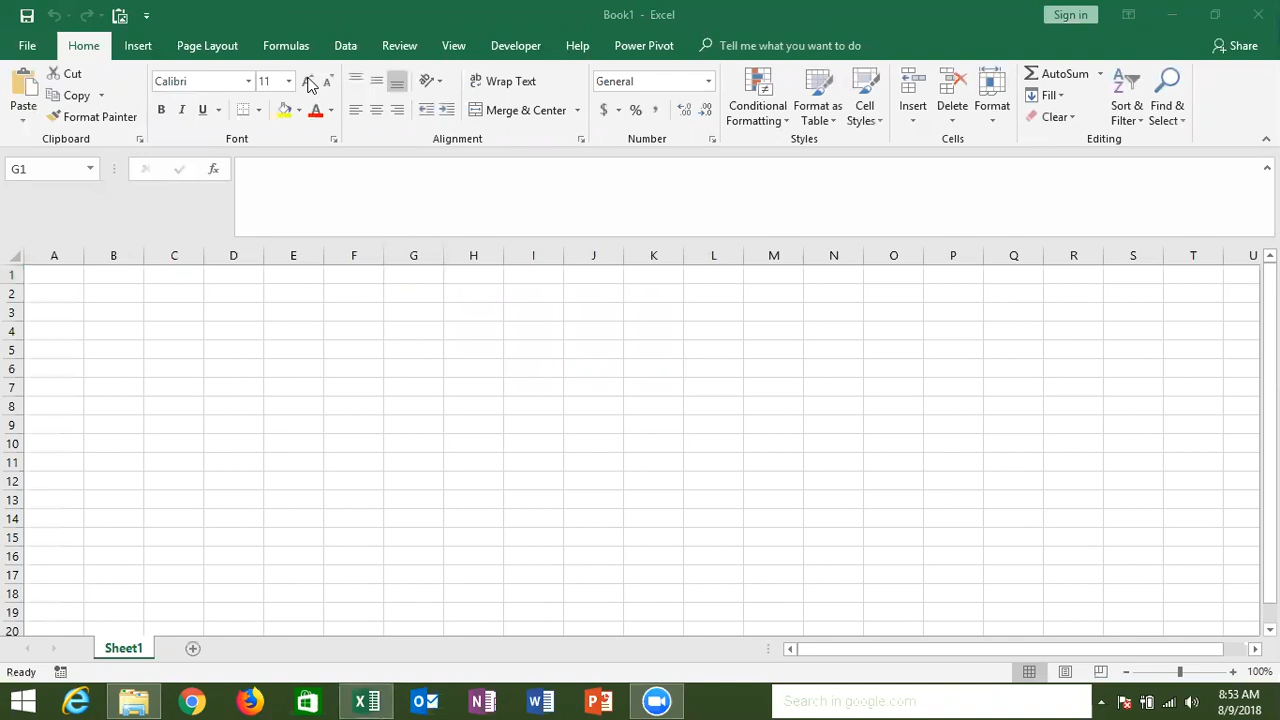 Book1 - Excel
Sign in
File Home Insert Page Layout Formulas Data Review View Developer Help Power Pivot Tell me what you want to do Share
Paste
Cut
Copy
Format Painter
Clipboard
Calibri 11
B I U
Font
Wrap Text
Merge & Center
Alignment
General
$ % ,
Number
Conditional Formatting
Format as Table
Cell Styles
Styles
Insert
Delete
Format
Cells
AutoSum
Fill
Clear
Sort & Filter
Find & Select
Editing
G1
fx
A B C D E F G H I J K L M N O P Q R S T U
1
2
3
4
5
6
7
8
9
10
11
12
13
14
15
16
17
18
19
20
Sheet1
Ready
100%
Search in google.com
8:53 AM
8/9/2018